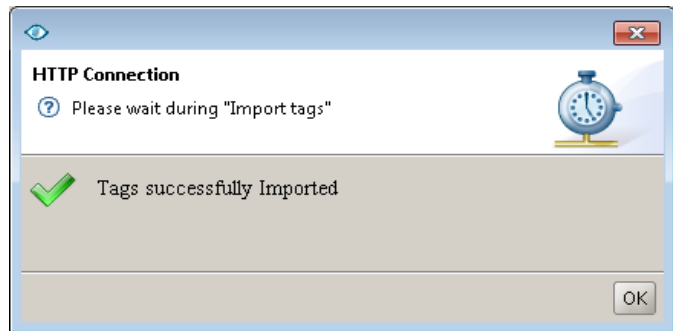 HTTP Connection
Please wait during "Import tags"
Tags successfully Imported
OK